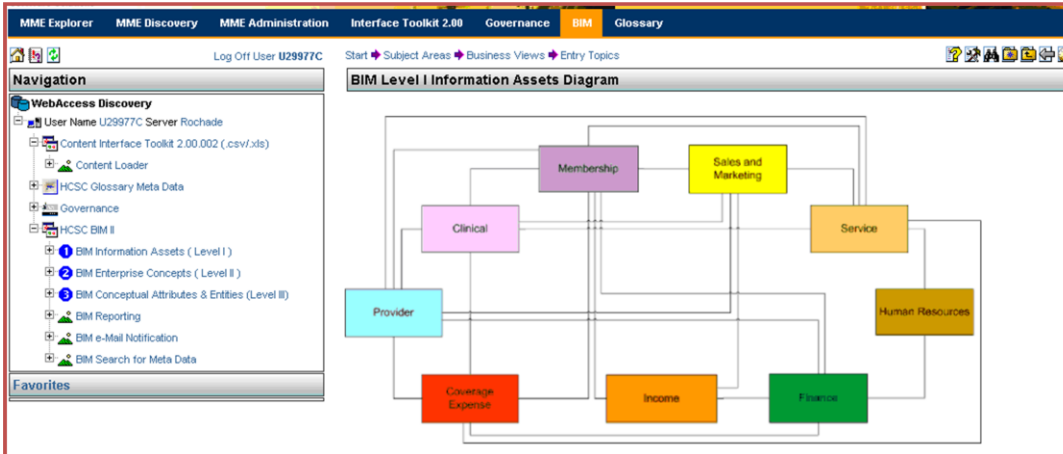 MME Explorer MME Discovery MME Administration Interface Toolkit 2.00 Governance BIM Glossary
Log Off User U29977C Start Subject Areas Business Views Entry Topics
Navigation
WebAccess Discovery
User Name U29977C Server Rochade
Content Interface Toolkit 2.00.002 (.csv/.xls)
Content Loader
HCSC Glossary Meta Data
Governance
HCSC BIM II
1 BIM Information Assets ( Level I )
2 BIM Enterprise Concepts ( Level II )
3 BIM Conceptual Attributes & Entities (Level III)
BIM Reporting
BIM e-Mail Notification
BIM Search for Meta Data
Favorites
BIM Level I Information Assets Diagram
Membership
Sales and
Marketing
Clinical
Service
Provider
Human Resources
Coverage
Expense
Income
Finance